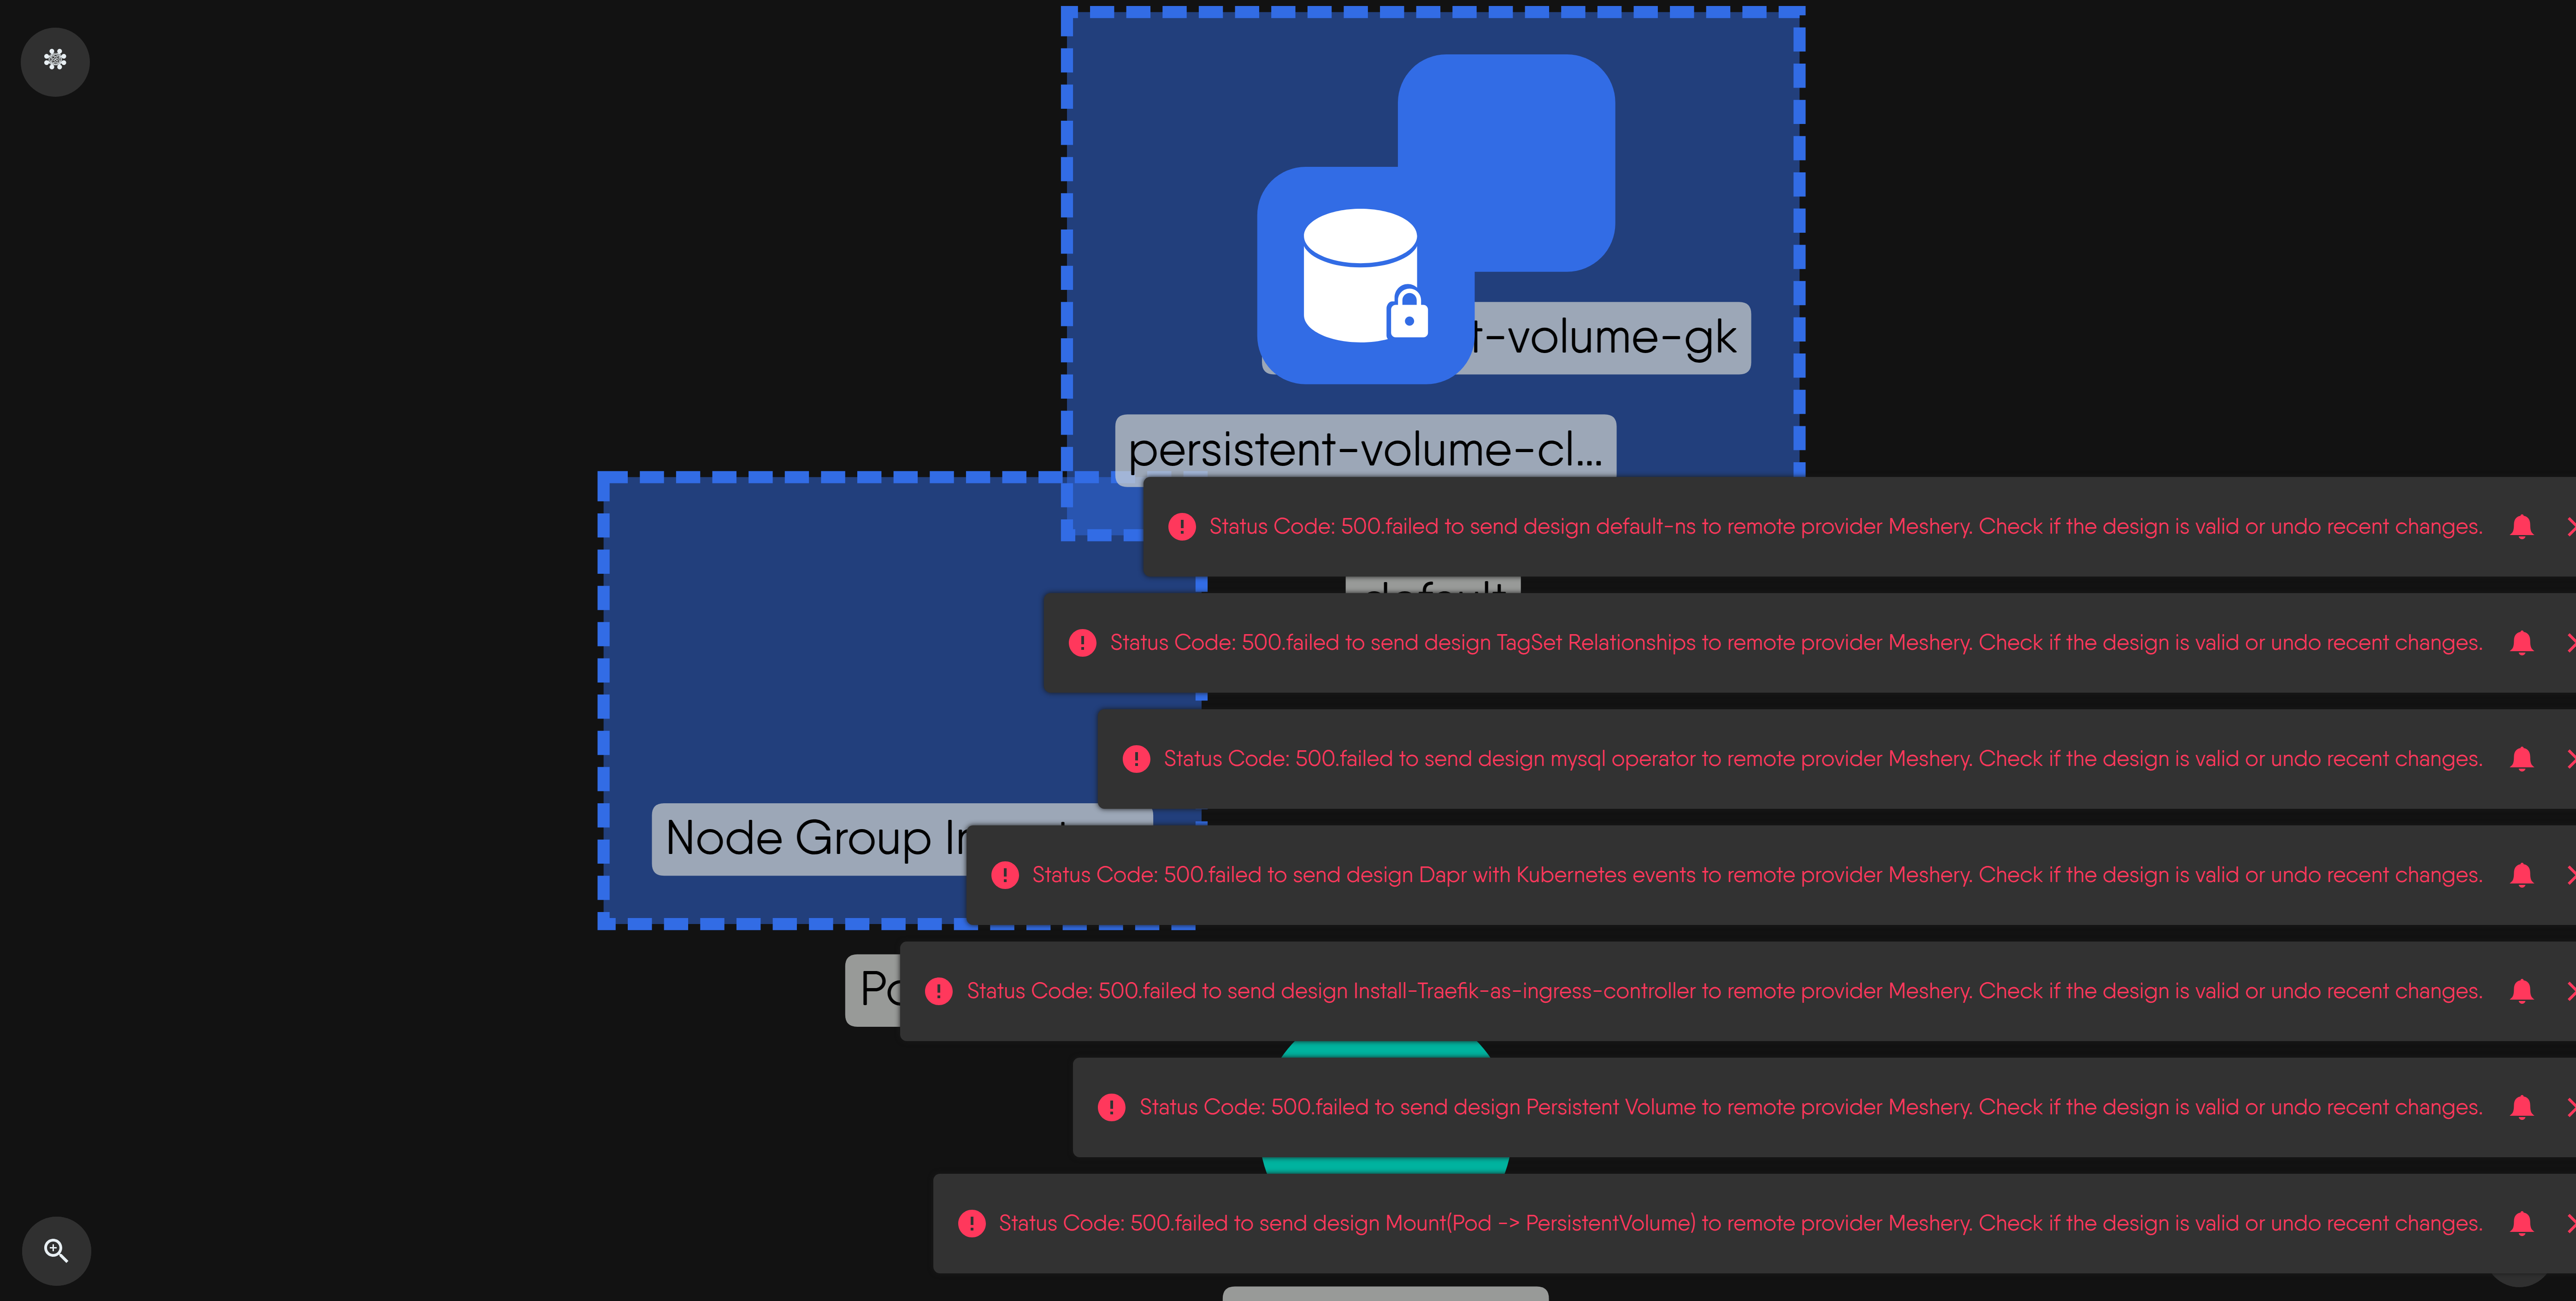 t-volume-gk
persistent-volume-cl...
Status Code: 500.failed to send design default-ns to remote provider Meshery. Check if the design is valid or undo recent changes.
default
Status Code: 500.failed to send design TagSet Relationships to remote provider Meshery. Check if the design is valid or undo recent changes.
Status Code: 500.failed to send design mysql operator to remote provider Meshery. Check if the design is valid or undo recent changes.
Node Group
Status Code: 500.failed to send design Dapr with Kubernetes events to remote provider Meshery. Check if the design is valid or undo recent changes.
Status Code: 500.failed to send design Install-Traefik-as-ingress-controller to remote provider Meshery. Check if the design is valid or undo recent changes.
Status Code: 500.failed to send design Persistent Volume to remote provider Meshery. Check if the design is valid or undo recent changes.
Status Code: 500.failed to send design Mount(Pod -> PersistentVolume) to remote provider Meshery. Check if the design is valid or undo recent changes.